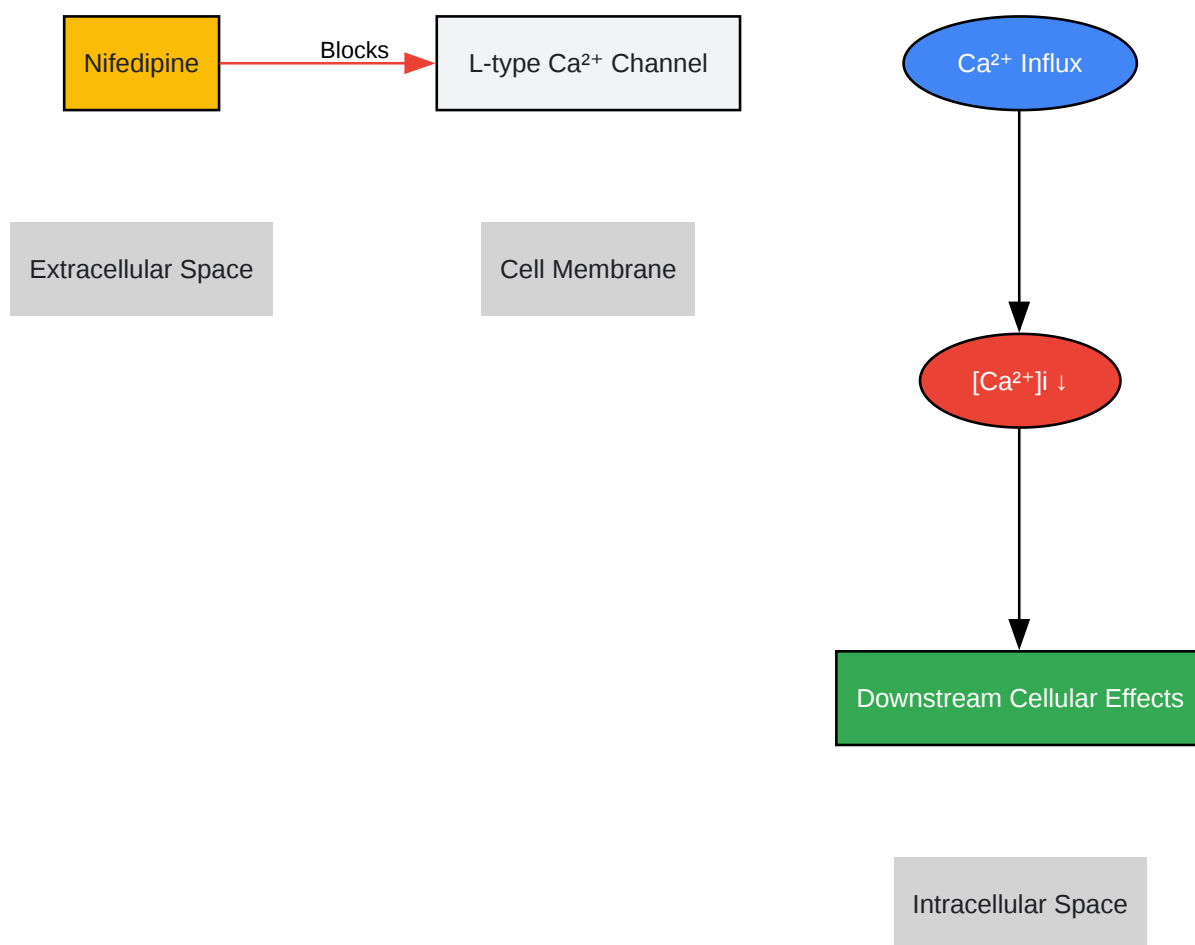 Nifedipine
Blocks
L-type Ca²⁺ Channel
Ca²⁺ Influx
Extracellular Space
Cell Membrane
[Ca²⁺]i ↓
Downstream Cellular Effects
Intracellular Space